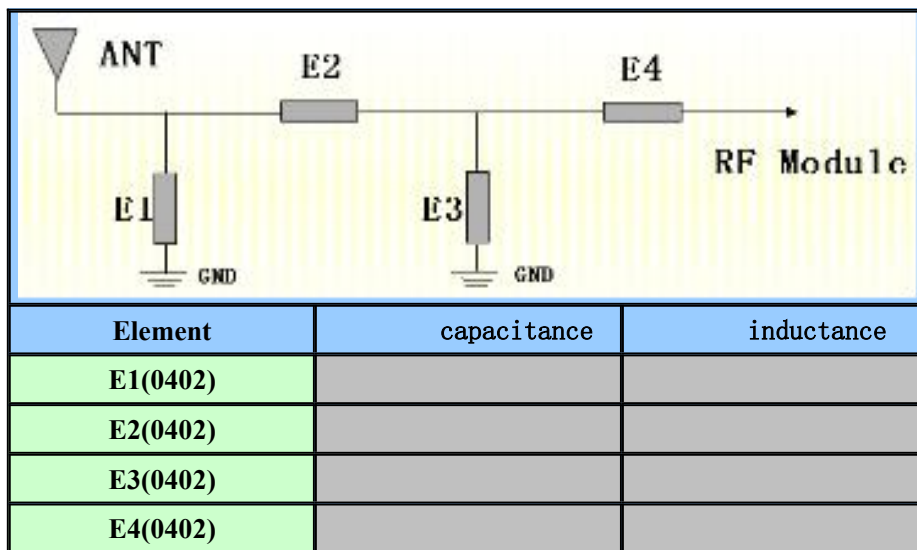 ANT
E2
E4
RF Module
E1
E3
GND
GND
Element capacitance inductance
E1(0402)
E2(0402)
E3(0402)
E4(0402)